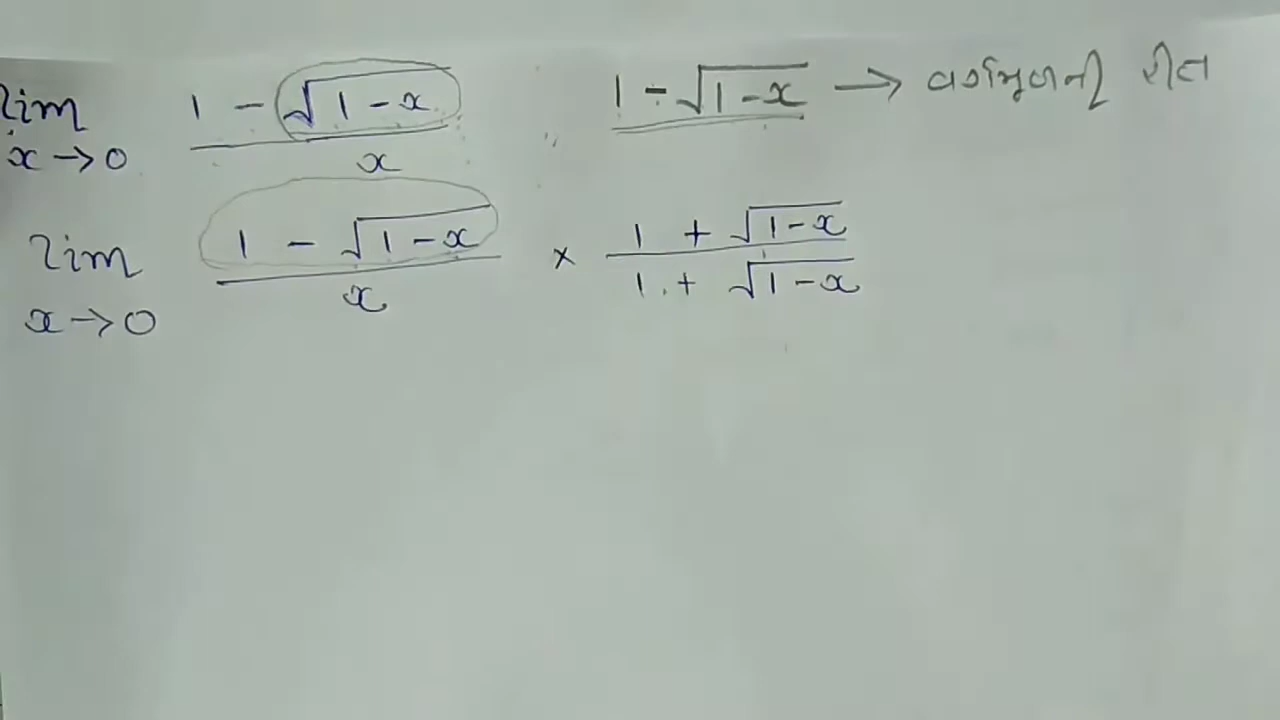 lim x→0 (1 - √(1-x)) / x    1 - √(1-x) → વર્ગમુળની રીત
lim x→0 (1 - √(1-x)) / x × (1 + √(1-x)) / (1 + √(1-x))